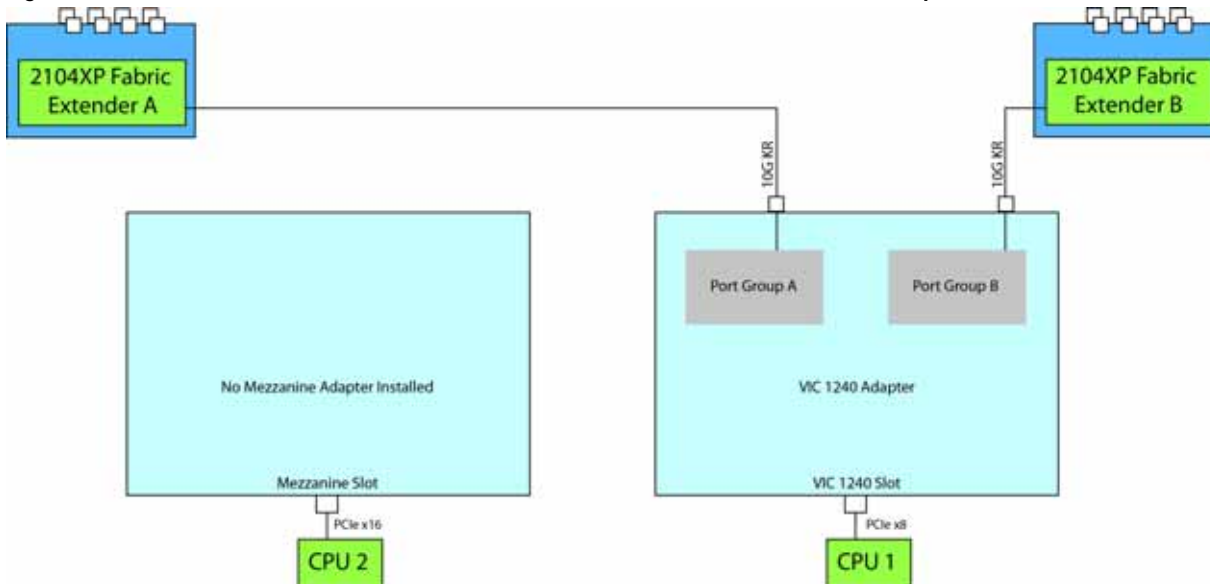 2104XP Fabric
Extender A
2104XP Fabric
Extender B
10G KR
10G KR
Port Group A
Port Group B
No Mezzanine Adapter Installed
VIC 1240 Adapter
Mezzanine Slot
VIC 1240 Slot
PCIe x16
PCIe x8
CPU 2
CPU 1